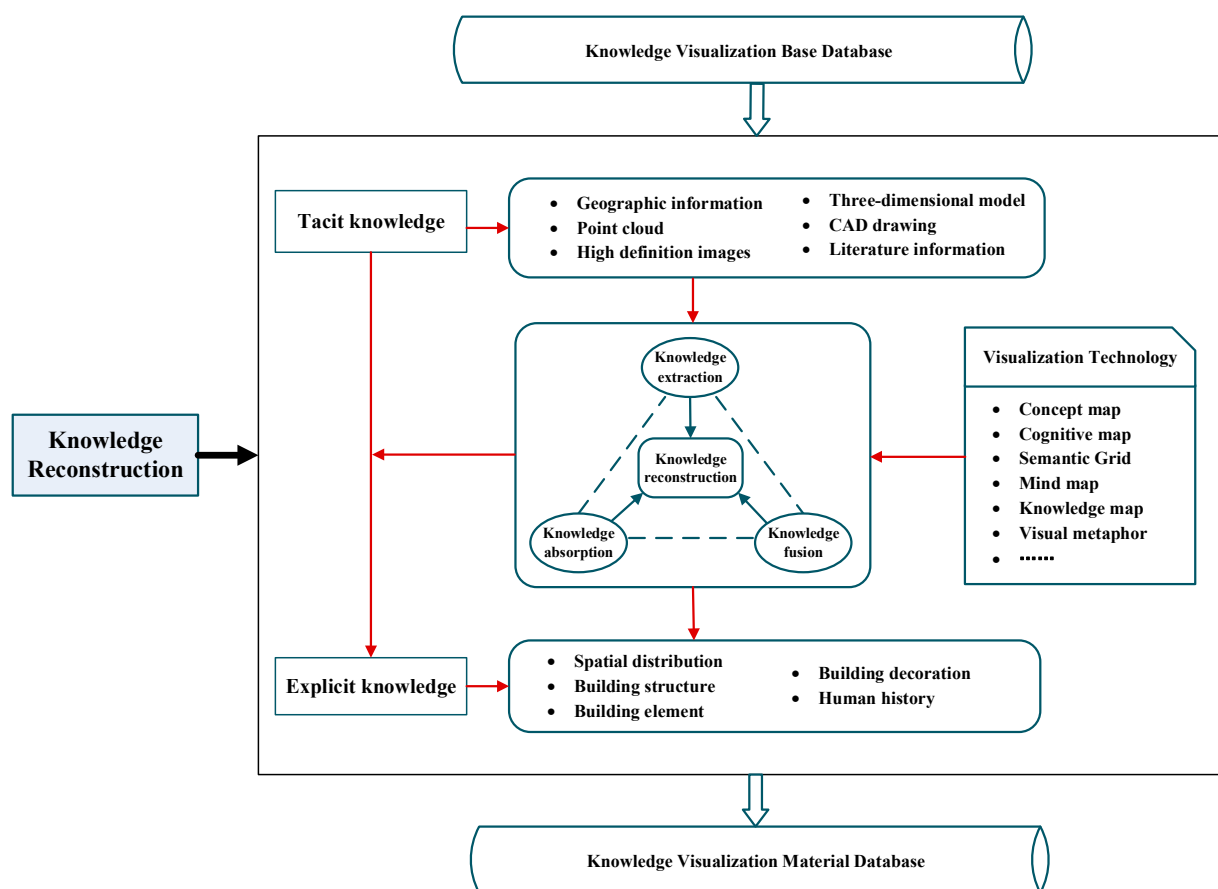 Knowledge Visualization Base Database
Tacit knowledge
• Geographic information
• Point cloud
• High definition images
• Three-dimensional model
• CAD drawing
• Literature information
Knowledge
Reconstruction
Knowledge
extraction
Knowledge
reconstruction
Knowledge
absorption
Knowledge
fusion
Visualization Technology
• Concept map
• Cognitive map
• Semantic Grid
• Mind map
• Knowledge map
• Visual metaphor
• ······
Explicit knowledge
• Spatial distribution
• Building structure
• Building element
• Building decoration
• Human history
Knowledge Visualization Material Database